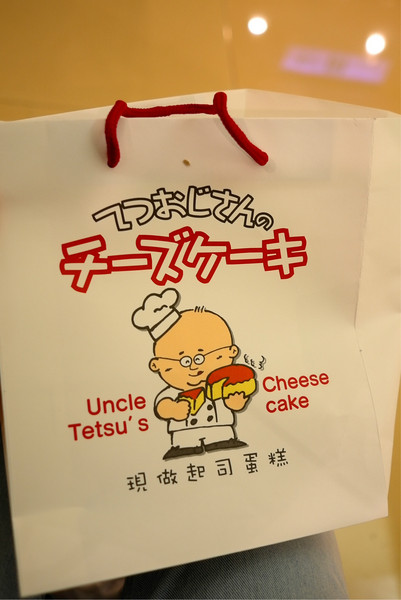 てつおじさんの
チーズケーキ
Uncle
Tetsu's
Cheese
cake
現做起司蛋糕